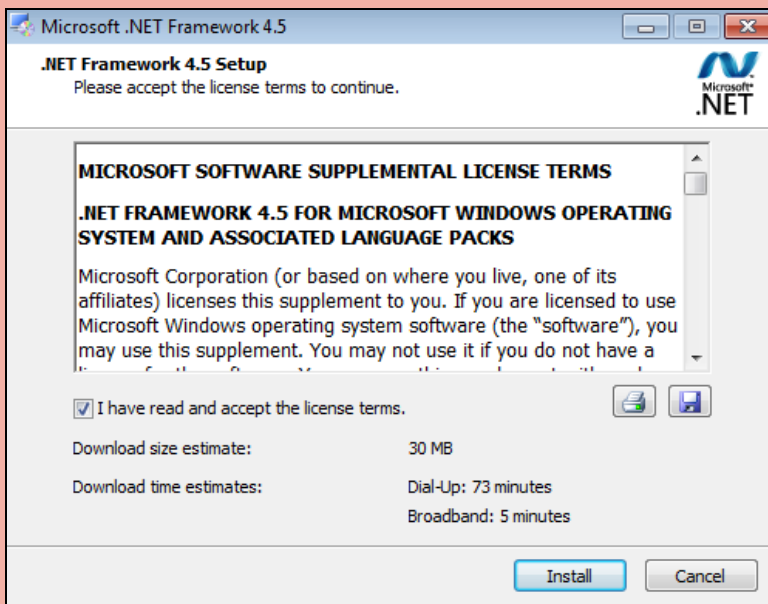 Microsoft .NET Framework 4.5
.NET Framework 4.5 Setup
Please accept the license terms to continue.
Microsoft
.NET
MICROSOFT SOFTWARE SUPPLEMENTAL LICENSE TERMS
.NET FRAMEWORK 4.5 FOR MICROSOFT WINDOWS OPERATING
SYSTEM AND ASSOCIATED LANGUAGE PACKS
Microsoft Corporation (or based on where you live, one of its
affiliates) licenses this supplement to you. If you are licensed to use
Microsoft Windows operating system software (the “software”), you
may use this supplement. You may not use it if you do not have a
I have read and accept the license terms.
Download size estimate: 30 MB
Download time estimates: Dial-Up: 73 minutes
Broadband: 5 minutes
Install Cancel